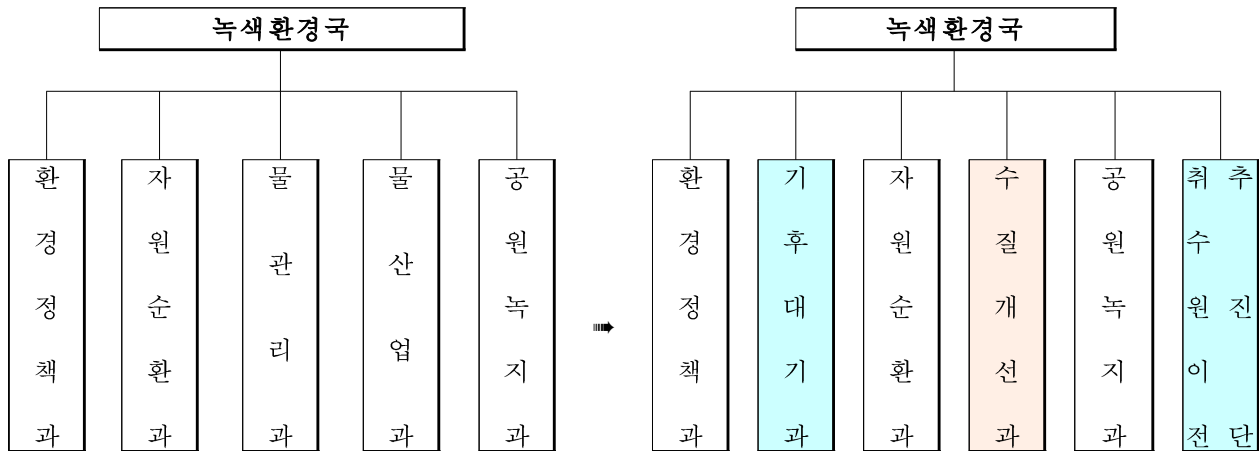 녹색환경국
환경정책과
자원순환과
물관리과
물산업과
공원녹지과
➠
녹색환경국
환경정책과
기후대기과
자원순환과
수질개선과
공원녹지과
취수원이전
추진단